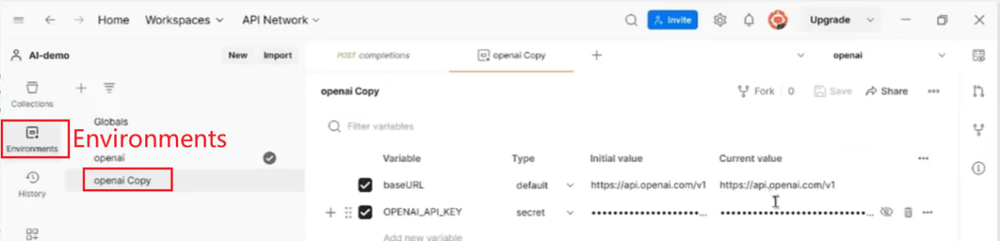 Home Workspaces API Network Invite Upgrade
AI-demo New Import POST completions openai Copy openai
Collections
openai Copy Fork 0 Save Share
Globals
Filter variables
Environments Environments
openai
openai Copy
History
Variable Type Initial value Current value
baseURL default https://api.openai.com/v1 https://api.openai.com/v1
OPENAI_API_KEY secret
Add new variable